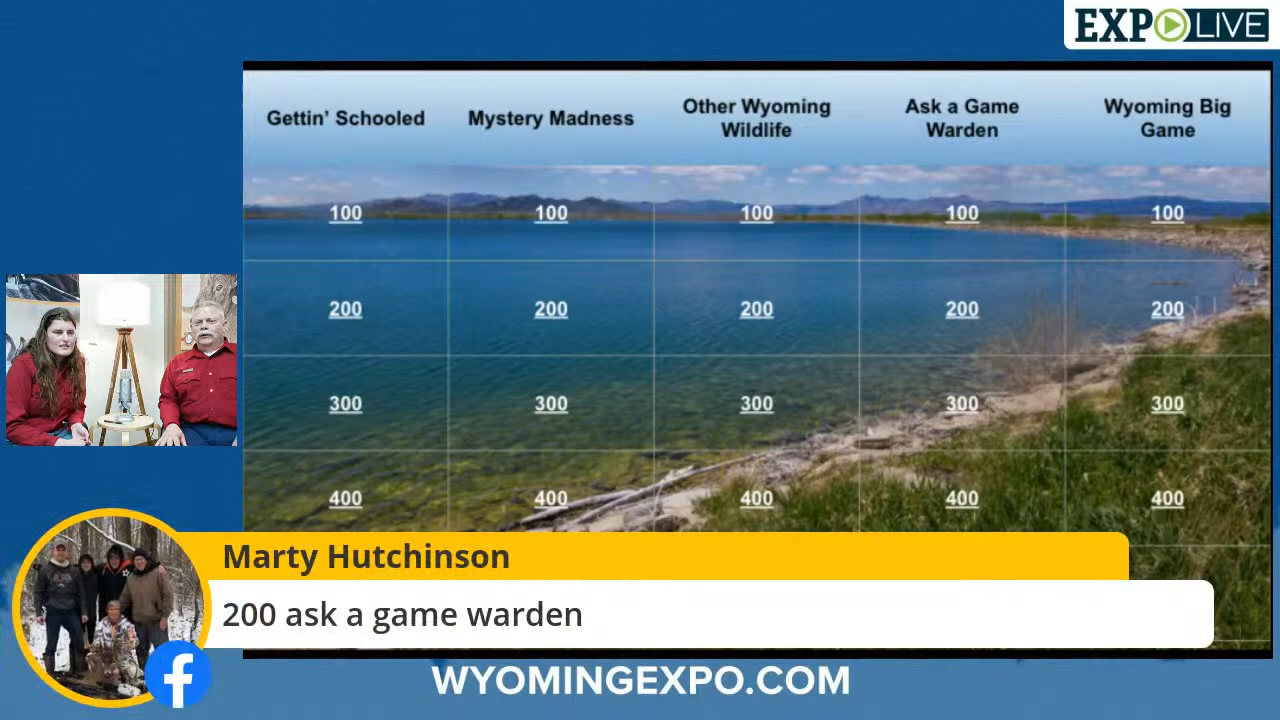 EXPO LIVE
Gettin’ Schooled
Mystery Madness
Other Wyoming
Wildlife
Ask a Game
Warden
Wyoming Big
Game
100 100 100 100 100
200 200 200 200 200
300 300 300 300 300
400 400 400 400 400
Marty Hutchinson
200 ask a game warden
WYOMINGEXPO.COM